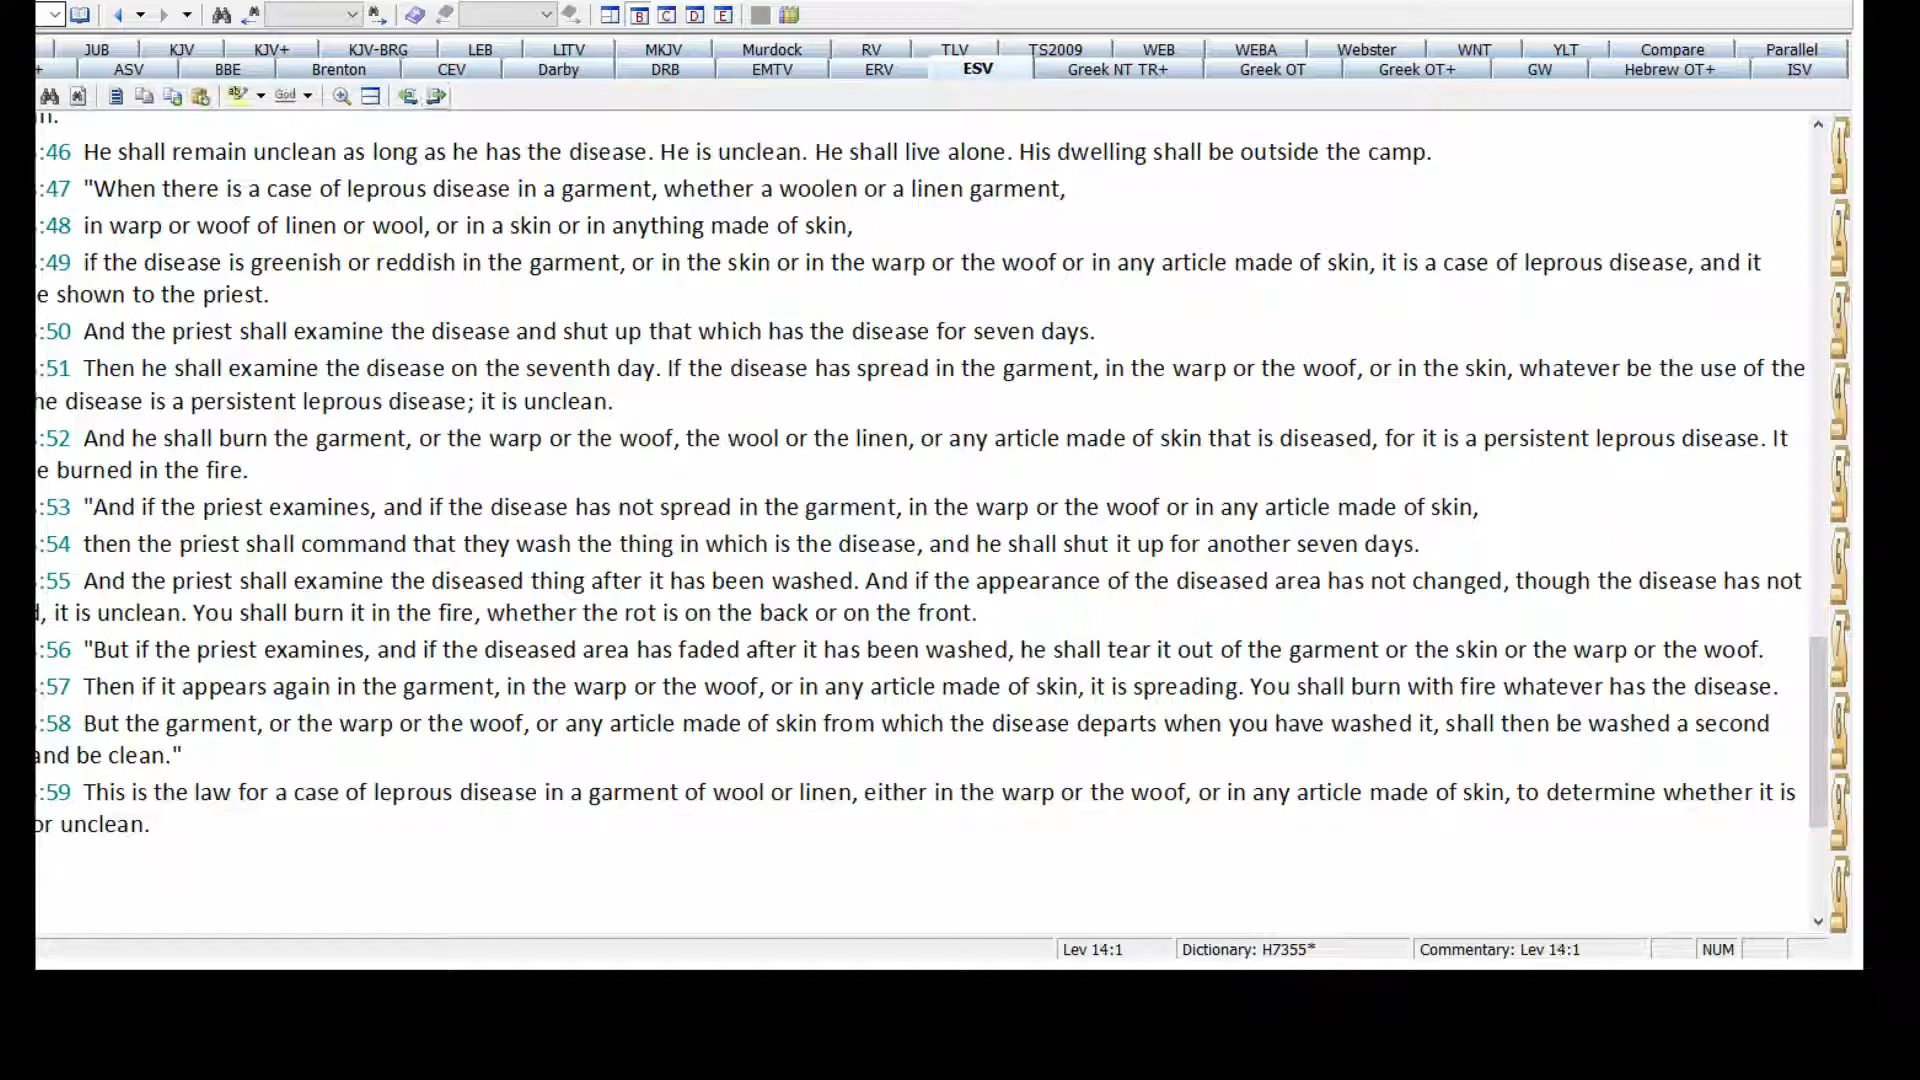 B C D E
JUB KJV KJV+ KJV-BRG LEB LITV MKJV Murdock RV TLV TS2009 WEB WEBA Webster WNT YLT Compare Parallel
+ ASV BBE Brenton CEV Darby DRB EMTV ERV ESV Greek NT TR+ Greek OT Greek OT+ GW Hebrew OT+ ISV
ab God
:46 He shall remain unclean as long as he has the disease. He is unclean. He shall live alone. His dwelling shall be outside the camp.
:47 "When there is a case of leprous disease in a garment, whether a woolen or a linen garment,
:48 in warp or woof of linen or wool, or in a skin or in anything made of skin,
:49 if the disease is greenish or reddish in the garment, or in the skin or in the warp or the woof or in any article made of skin, it is a case of leprous disease, and it
e shown to the priest.
:50 And the priest shall examine the disease and shut up that which has the disease for seven days.
:51 Then he shall examine the disease on the seventh day. If the disease has spread in the garment, in the warp or the woof, or in the skin, whatever be the use of the
he disease is a persistent leprous disease; it is unclean.
:52 And he shall burn the garment, or the warp or the woof, the wool or the linen, or any article made of skin that is diseased, for it is a persistent leprous disease. It
e burned in the fire.
:53 "And if the priest examines, and if the disease has not spread in the garment, in the warp or the woof or in any article made of skin,
:54 then the priest shall command that they wash the thing in which is the disease, and he shall shut it up for another seven days.
:55 And the priest shall examine the diseased thing after it has been washed. And if the appearance of the diseased area has not changed, though the disease has not
d, it is unclean. You shall burn it in the fire, whether the rot is on the back or on the front.
:56 "But if the priest examines, and if the diseased area has faded after it has been washed, he shall tear it out of the garment or the skin or the warp or the woof.
:57 Then if it appears again in the garment, in the warp or the woof, or in any article made of skin, it is spreading. You shall burn with fire whatever has the disease.
:58 But the garment, or the warp or the woof, or any article made of skin from which the disease departs when you have washed it, shall then be washed a second
and be clean."
:59 This is the law for a case of leprous disease in a garment of wool or linen, either in the warp or the woof, or in any article made of skin, to determine whether it is
or unclean.
1
2
3
4
5
6
7
8
9
0
Lev 14:1 Dictionary: H7355* Commentary: Lev 14:1 NUM